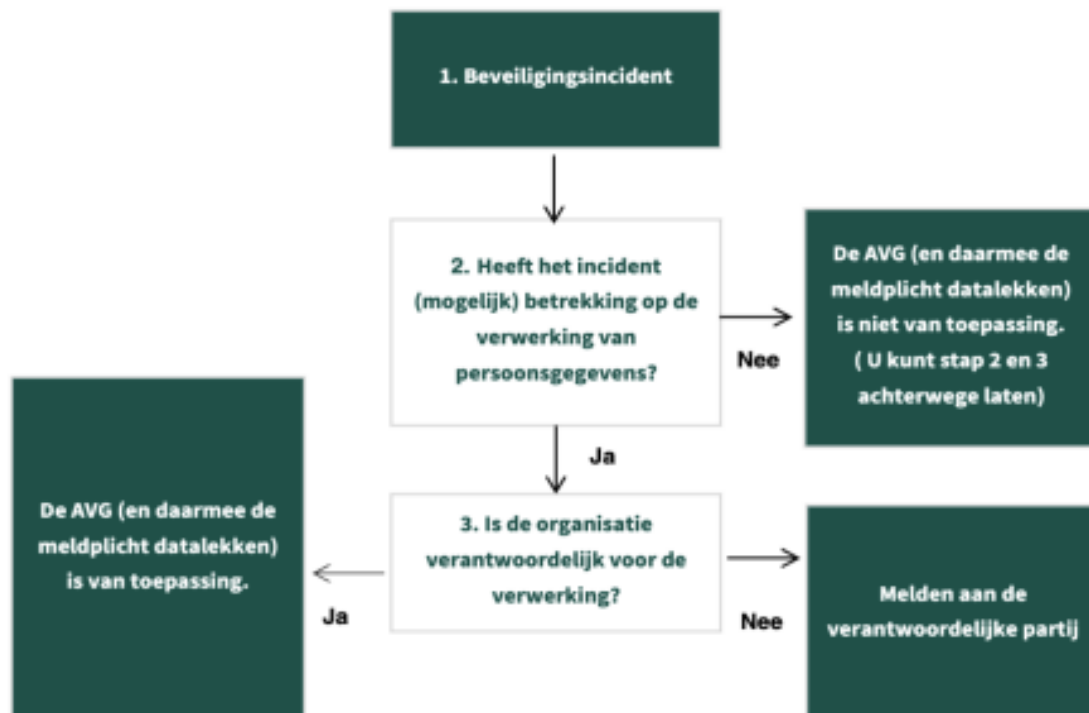 1. Beveiligingsincident
2. Heeft het incident
(mogelijk) betrekking op de
verwerking van
persoonsgegevens?
Nee
De AVG (en daarmee de
meldplicht datalekken)
is niet van toepassing.
( U kunt stap 2 en 3
achterwege laten)
Ja
3. Is de organisatie
verantwoordelijk voor de
verwerking?
Ja
De AVG (en daarmee de
meldplicht datalekken)
is van toepassing.
Nee
Melden aan de
verantwoordelijke partij